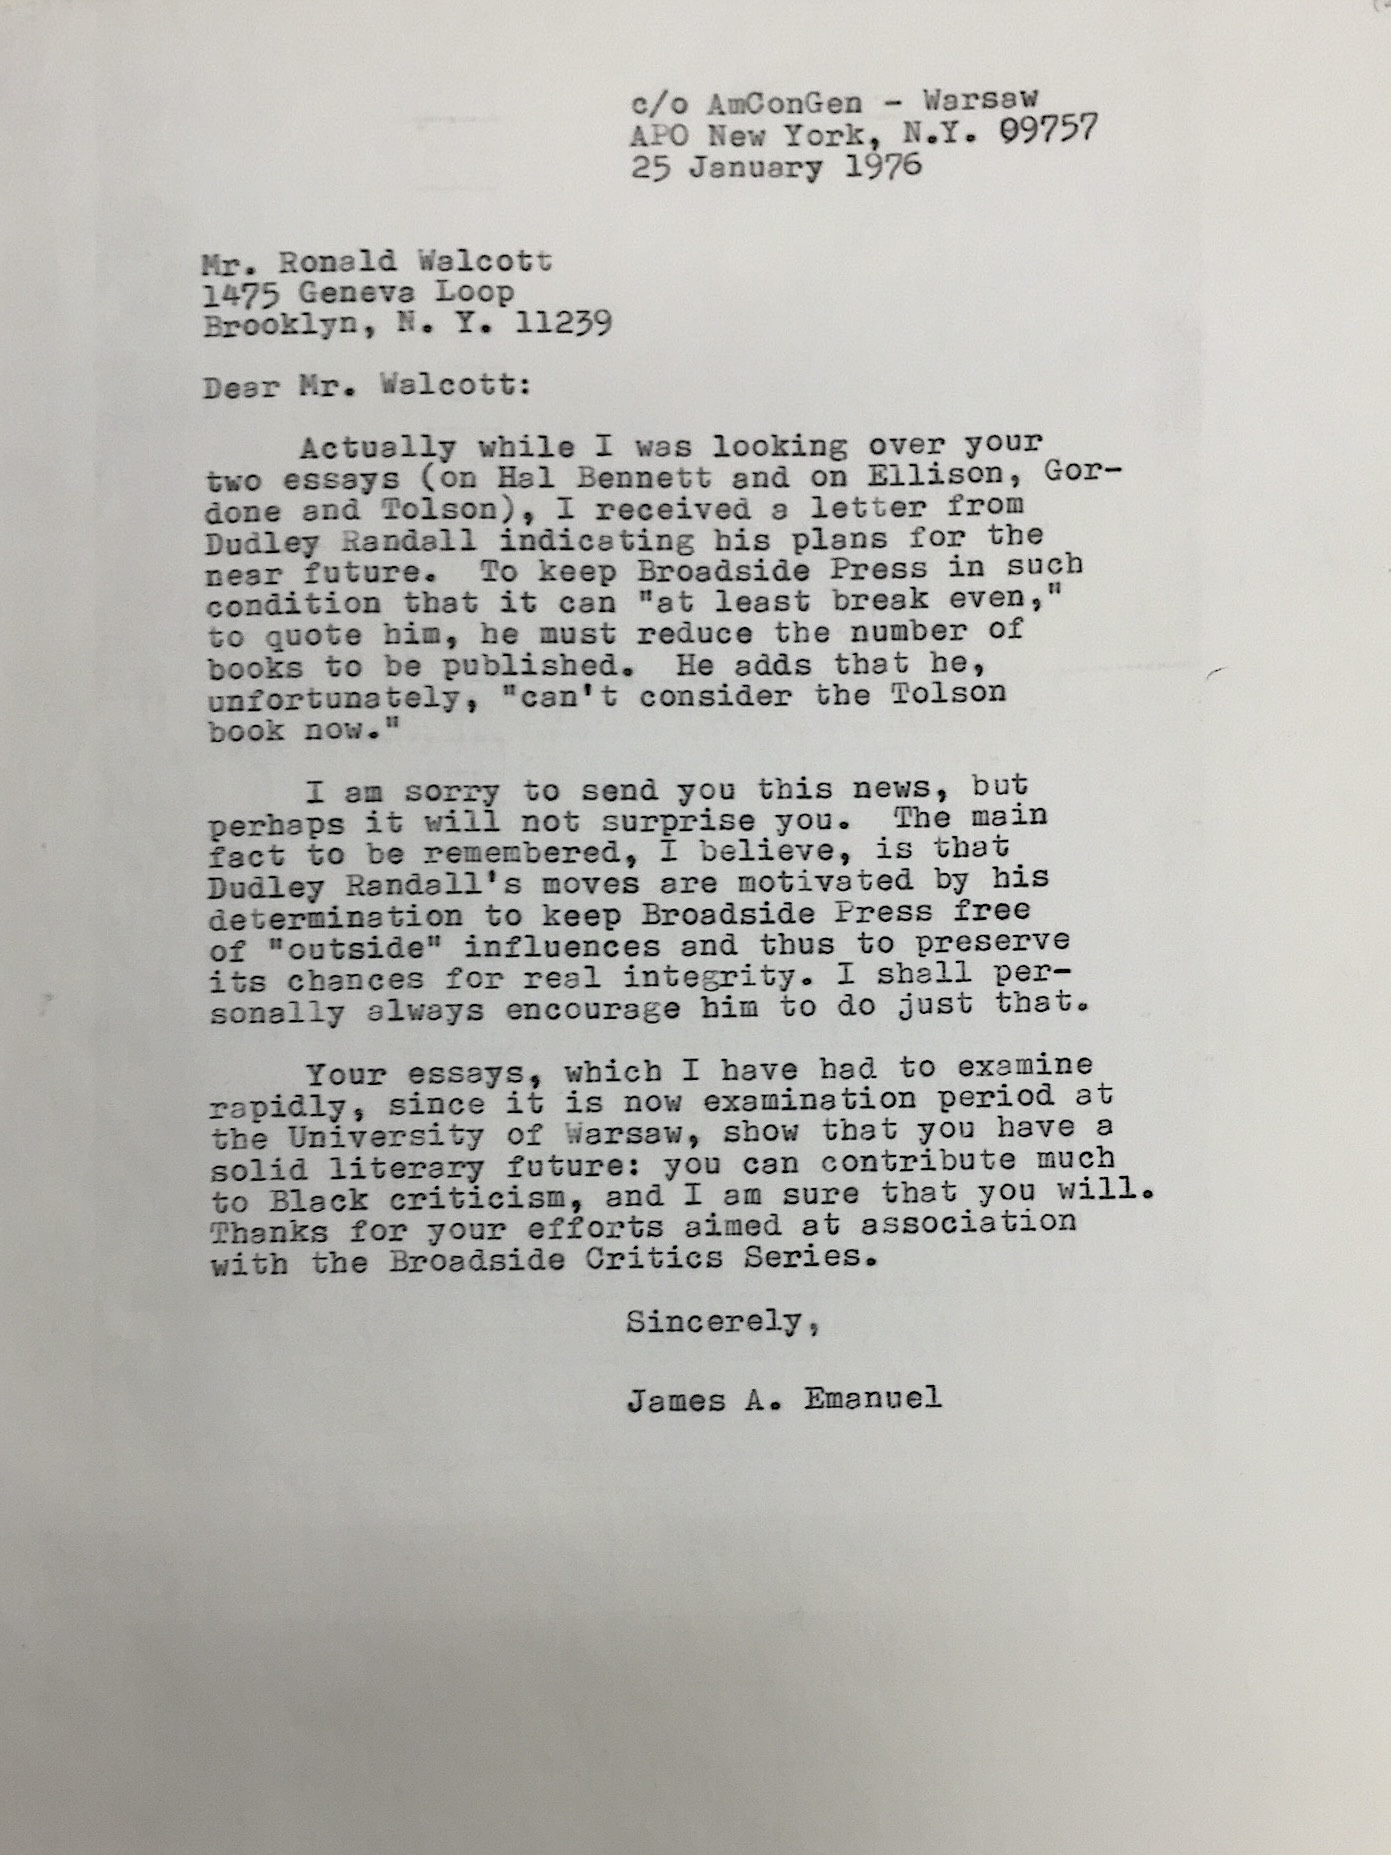 c/o AmConGen - Warsaw
APO New York, N.Y. 09757
25 January 1976
Mr. Ronald Walcott
1475 Geneva Loop
Brooklyn, N. Y. 11239
Dear Mr. Walcott:
Actually while I was looking over your
two essays (on Hal Bennett and on Ellison, Gor-
done and Tolson), I received a letter from
Dudley Randall indicating his plans for the
near future. To keep Broadside Press in such
condition that it can "at least break even,"
to quote him, he must reduce the number of
books to be published. He adds that he,
unfortunately, "can't consider the Tolson
book now."
I am sorry to send you this news, but
perhaps it will not surprise you. The main
fact to be remembered, I believe, is that
Dudley Randall's moves are motivated by his
determination to keep Broadside Press free
of "outside" influences and thus to preserve
its chances for real integrity. I shall per-
sonally always encourage him to do just that.
Your essays, which I have had to examine
rapidly, since it is now examination period at
the University of Warsaw, show that you have a
solid literary future: you can contribute much
to Black criticism, and I am sure that you will.
Thanks for your efforts aimed at association
with the Broadside Critics Series.
Sincerely,
James A. Emanuel